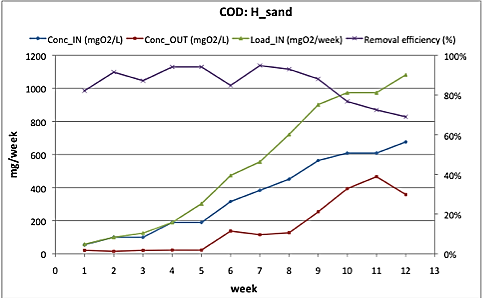 COD: H_sand
Conc_IN (mgO2/L) Conc_OUT (mgO2/L) Load_IN (mgO2/week) Removal efficiency (%)
1200 100%
1000 80%
800
60%
600
40%
400
200 20%
0 0%
mg/week
0 1 2 3 4 5 6 7 8 9 10 11 12 13
week